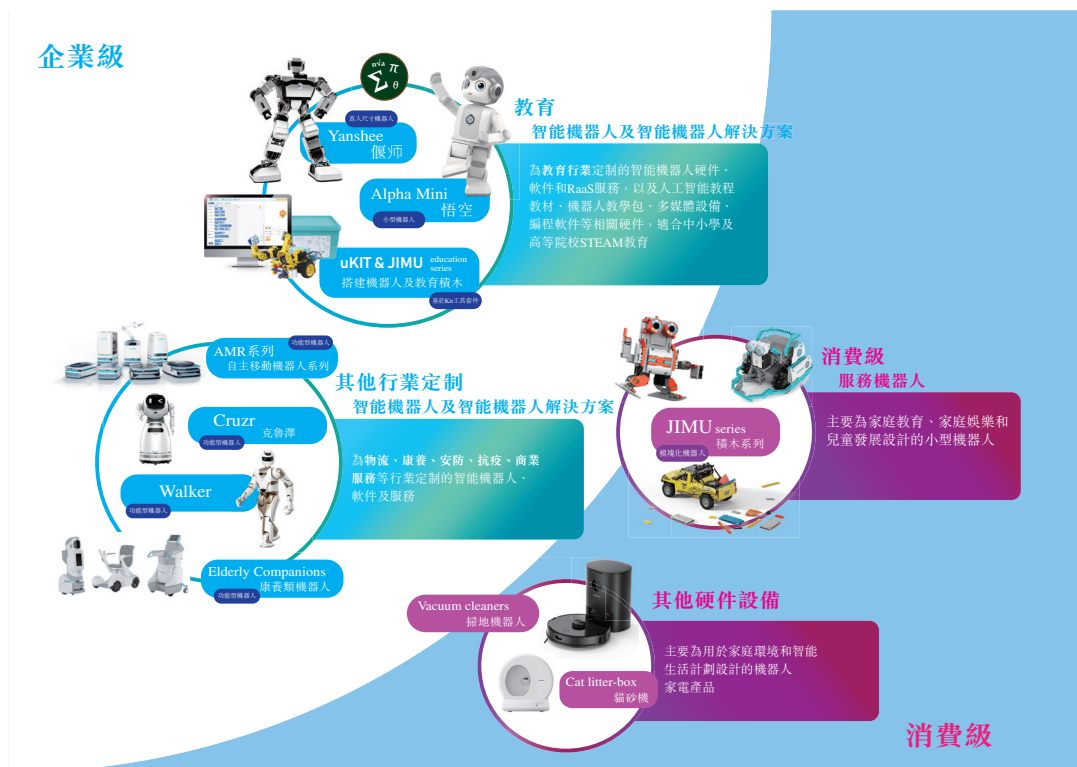 企業級
n√a π
Σ θ
真人尺寸機器人
Yanshee
偃师
Alpha Mini
悟空
小型機器人
uKIT & JIMU education series
搭建機器人及教育積木
基於Kit工具套件
教育
智能機器人及智能機器人解決方案
為教育行業定制的智能機器人硬件、
軟件和RaaS服務，以及人工智能教程
教材、機器人教學包、多媒體設備、
編程軟件等相關硬件，適合中小學及
高等院校STEAM教育
功能型機器人
AMR系列
自主移動機器人系列
Cruzr
克魯澤
功能型機器人
Walker
功能型機器人
Elderly Companions
康養類機器人
功能型機器人
其他行業定制
智能機器人及智能機器人解決方案
為物流、康養、安防、抗疫、商業
服務等行業定制的智能機器人、
軟件及服務
消費級
服務機器人
JIMU series
積木系列
模塊化機器人
主要為家庭教育、家庭娛樂和
兒童發展設計的小型機器人
Vacuum cleaners
掃地機器人
Cat litter-box
貓砂機
其他硬件設備
主要為用於家庭環境和智能
生活計劃設計的機器人
家電產品
消費級